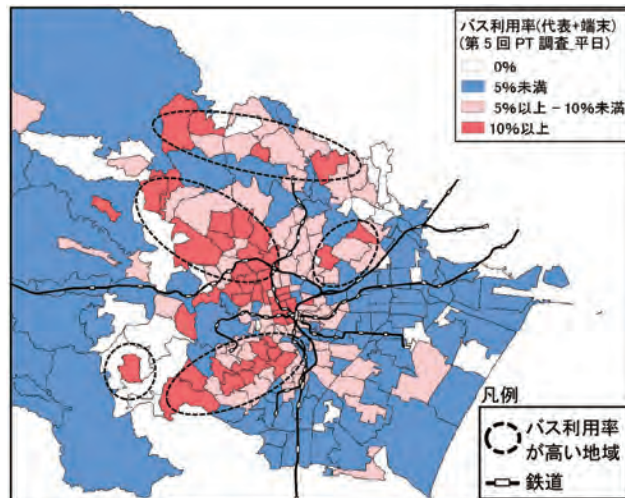 バス利用率(代表+端末)
(第5回PT調査_平日)
0%
5%未満
5%以上－10%未満
10%以上
凡例
バス利用率
が高い地域
鉄道